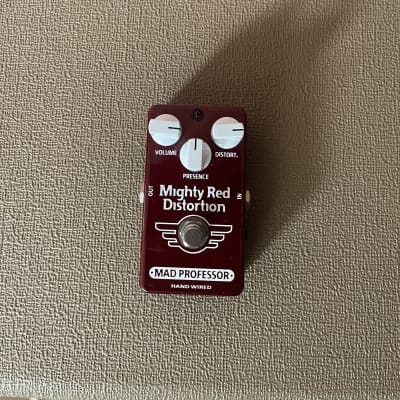 VOLUME
DISTORT.
PRESENCE
OUT
IN
Mighty Red
Distortion
MAD PROFESSOR
HAND WIRED